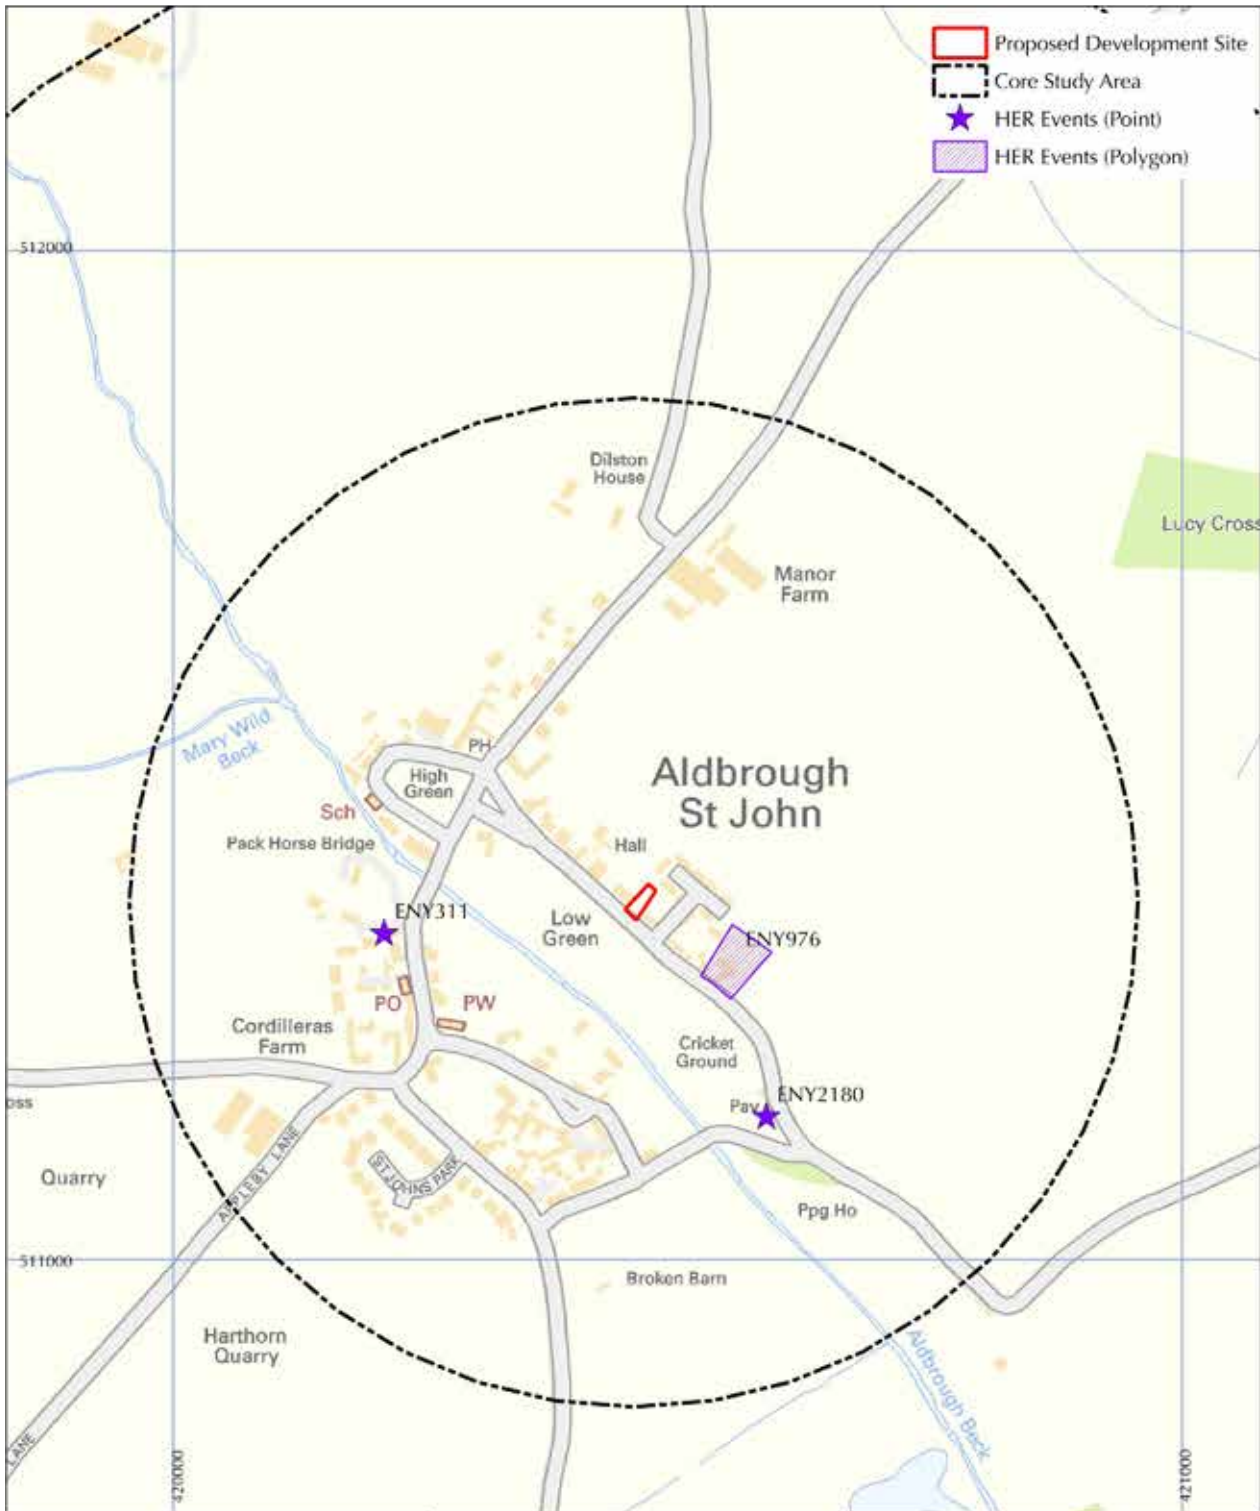 Proposed Development Site
Core Study Area
HER Events (Point)
HER Events (Polygon)
512000
Dilston
House
Lucy Cross
Manor
Farm
Mary Wild
Beck
PH
High
Green
Aldbrough
St John
Sch
Pack Horse Bridge
Hall
ENY311
Low
Green
ENY976
PO
PW
Cordilleras
Farm
Cricket
Ground
oss
ENY2180
Pav
Quarry
APPLEBY LANE
ST JOHNS PARK
Ppg Ho
511000
Broken Barn
Harthorn
Quarry
Aldbrough Beck
LANE
420000
421000